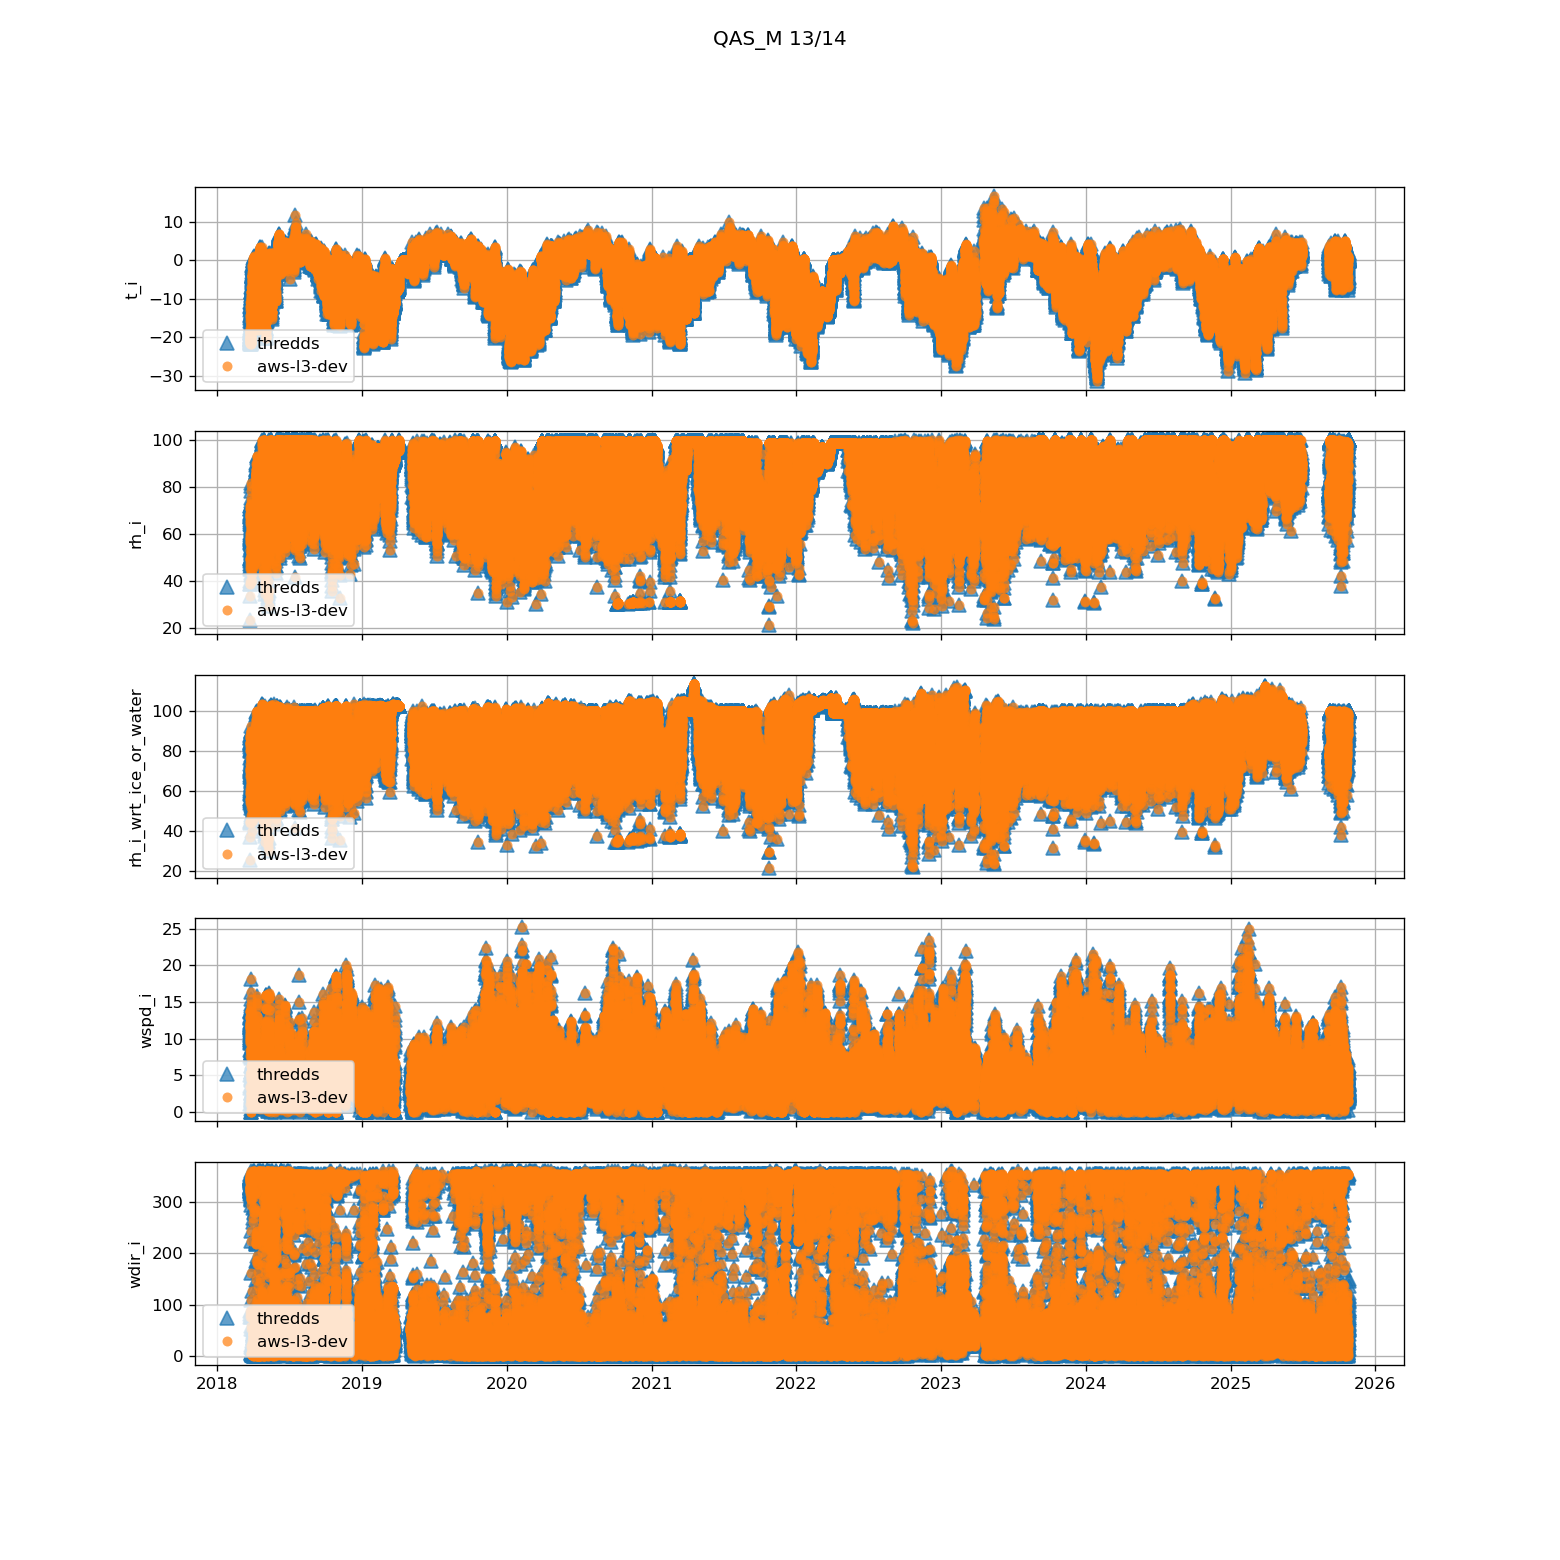 QAS_M 13/14
10
0
−10
−20
−30
t_i
thredds
aws-l3-dev
100
80
60
40
20
rh_i
thredds
aws-l3-dev
100
80
60
40
20
rh_i_wrt_ice_or_water
thredds
aws-l3-dev
25
20
15
10
5
0
wspd_i
thredds
aws-l3-dev
300
200
100
0
wdir_i
thredds
aws-l3-dev
2018 2019 2020 2021 2022 2023 2024 2025 2026